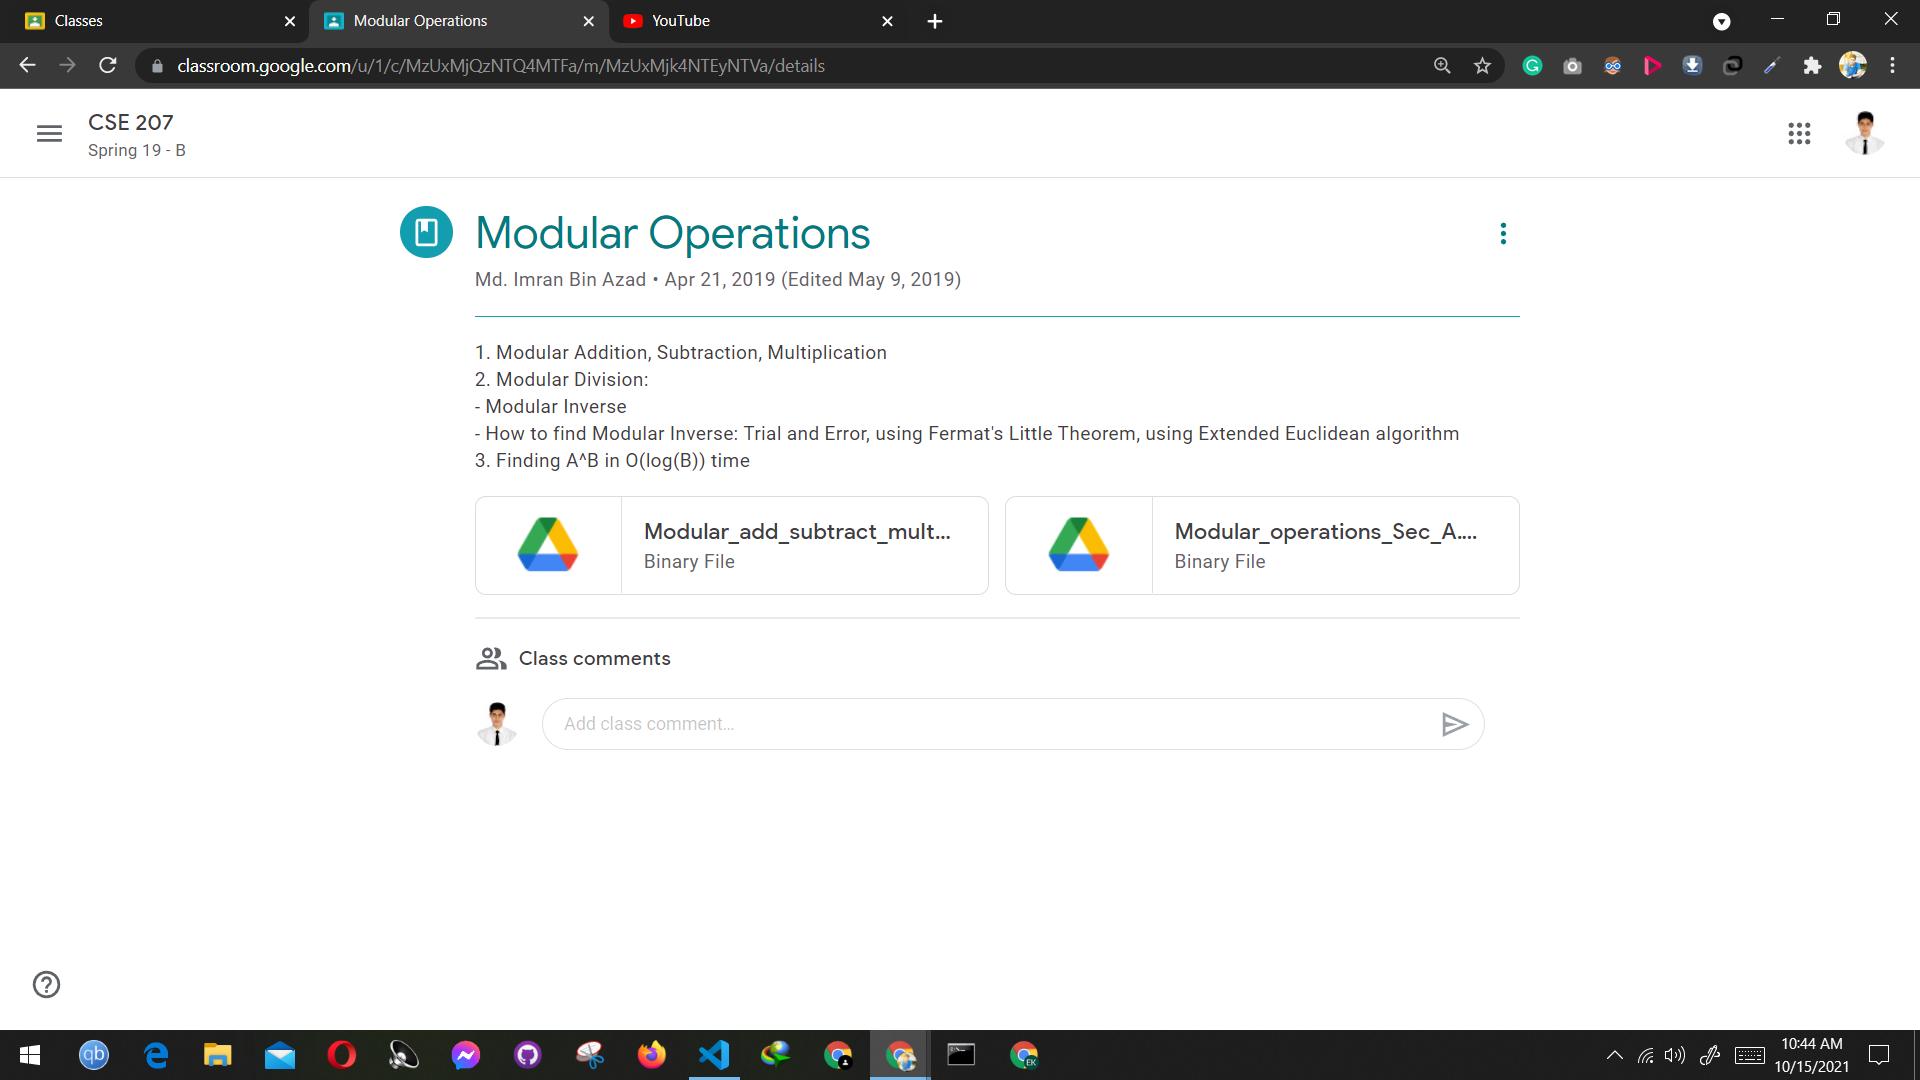 Classes
Modular Operations
YouTube
classroom.google.com/u/1/c/MzUxMjQzNTQ4MTFa/m/MzUxMjk4NTEyNTVa/details
CSE 207
Spring 19 - B
Modular Operations
Md. Imran Bin Azad • Apr 21, 2019 (Edited May 9, 2019)
1. Modular Addition, Subtraction, Multiplication
2. Modular Division:
- Modular Inverse
- How to find Modular Inverse: Trial and Error, using Fermat's Little Theorem, using Extended Euclidean algorithm
3. Finding A^B in O(log(B)) time
Modular_add_subtract_mult...
Binary File
Modular_operations_Sec_A....
Binary File
Class comments
Add class comment...
qb
EK
10:44 AM
10/15/2021